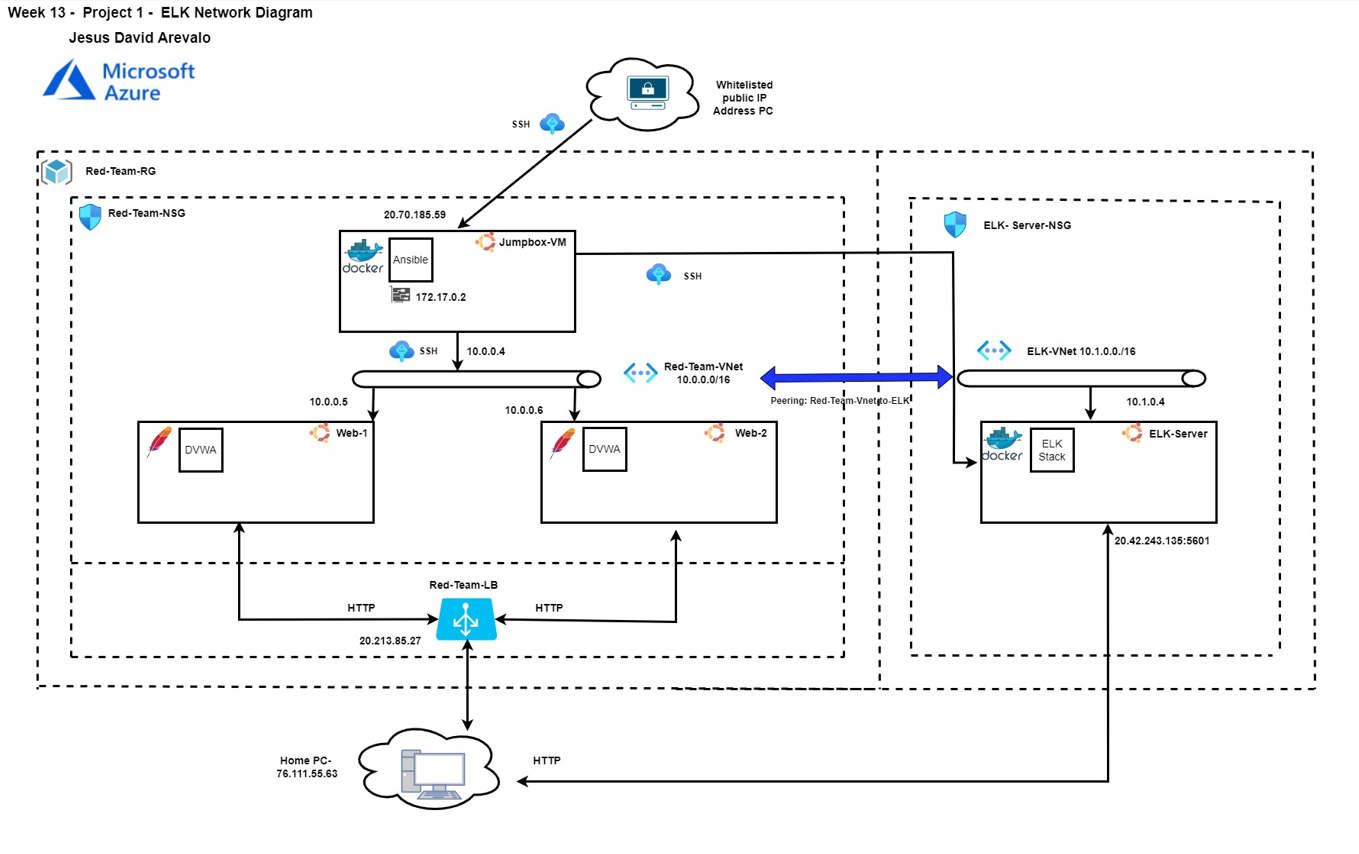 Week 13 - Project 1 - ELK Network Diagram
Jesus David Arevalo
Microsoft
Azure
Whitelisted
public IP
Address PC
SSH
Red-Team-RG
Red-Team-NSG
20.70.185.59
ELK- Server-NSG
docker
Ansible
Jumpbox-VM
172.17.0.2
SSH
SSH
10.0.0.4
Red-Team-VNet
10.0.0.0/16
ELK-VNet 10.1.0.0./16
Peering: Red-Team-Vnet-to-ELK
10.0.0.5
10.0.0.6
10.1.0.4
DVWA
Web-1
DVWA
Web-2
docker
ELK
Stack
ELK-Server
20.42.243.135:5601
Red-Team-LB
HTTP
HTTP
20.213.85.27
Home PC-
76.111.55.63
HTTP